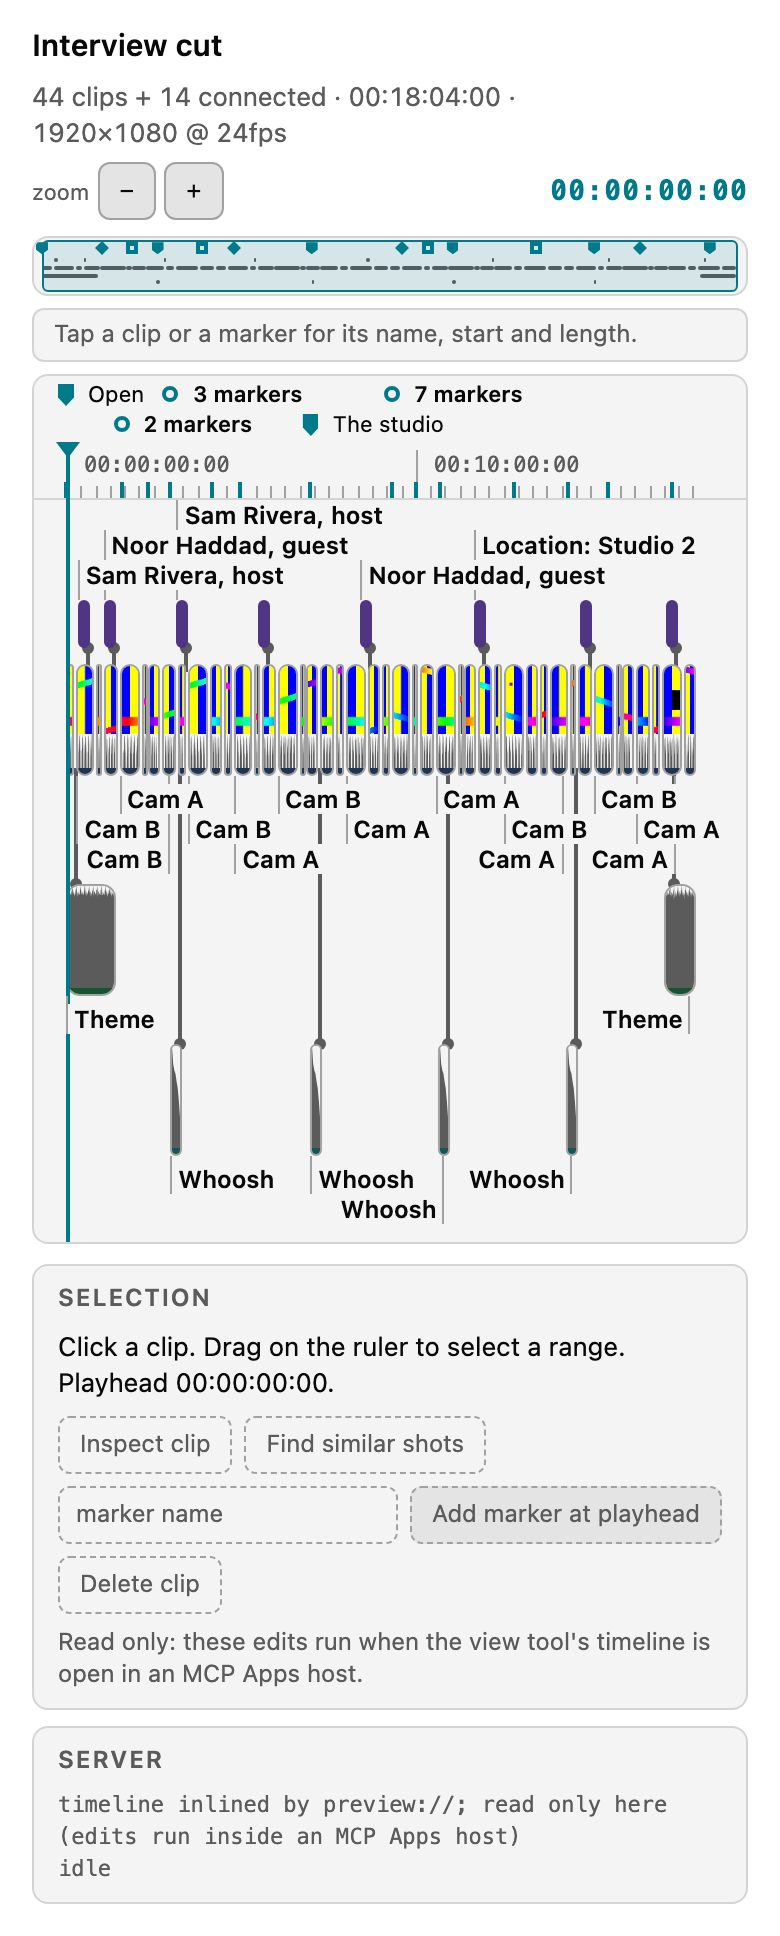 Interview cut
44 clips + 14 connected · 00:18:04:00 ·
1920×1080 @ 24fps
zoom − + 00:00:00:00
Tap a clip or a marker for its name, start and length.
Open 3 markers 7 markers
2 markers The studio
00:00:00:00 00:10:00:00
Sam Rivera, host
Noor Haddad, guest Location: Studio 2
Sam Rivera, host Noor Haddad, guest
Cam A Cam B Cam A Cam B
Cam B Cam B Cam A Cam B Cam A
Cam B Cam A Cam A Cam A
Theme Theme
Whoosh Whoosh Whoosh
Whoosh
SELECTION
Click a clip. Drag on the ruler to select a range.
Playhead 00:00:00:00.
Inspect clip Find similar shots
marker name Add marker at playhead
Delete clip
Read only: these edits run when the view tool's timeline is
open in an MCP Apps host.
SERVER
timeline inlined by preview://; read only here
(edits run inside an MCP Apps host)
idle